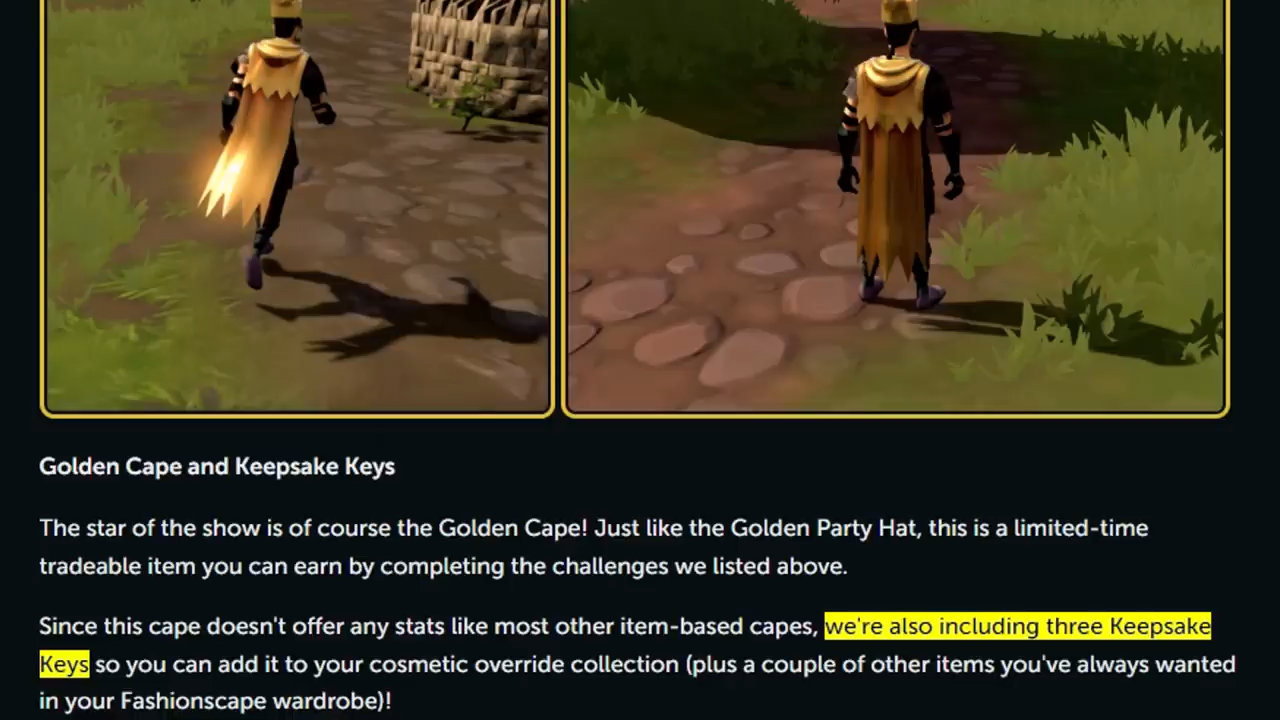 Golden Cape and Keepsake Keys
The star of the show is of course the Golden Cape! Just like the Golden Party Hat, this is a limited-time
tradeable item you can earn by completing the challenges we listed above.
Since this cape doesn't offer any stats like most other item-based capes, we're also including three Keepsake
Keys so you can add it to your cosmetic override collection (plus a couple of other items you've always wanted
in your Fashionscape wardrobe)!